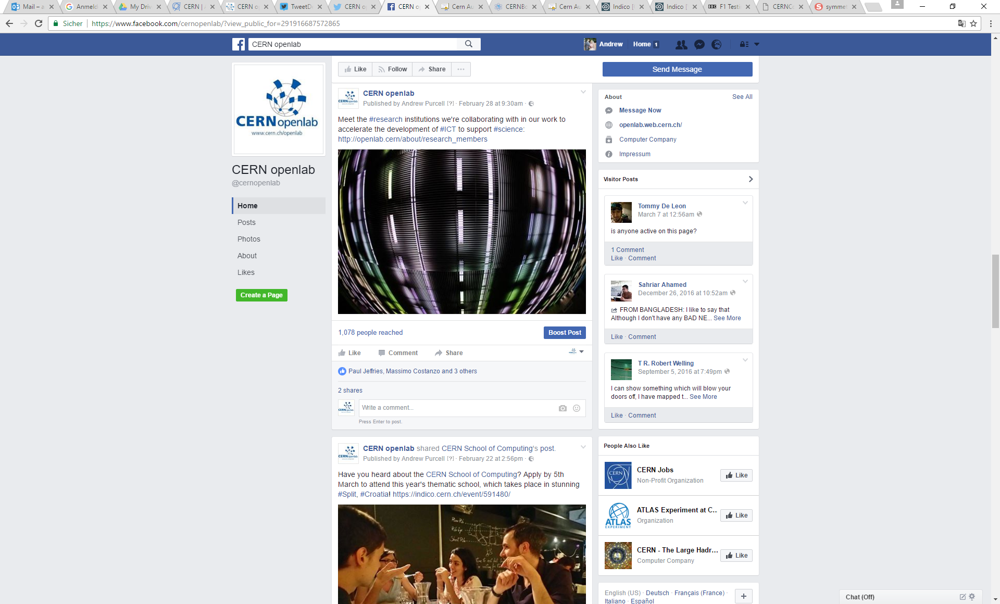 Mail – a
Anmeld
My Driv
CERN | A
CERN op
TweetDe
CERN op
CERN op
Cern Au
CERNBo
Cern Au
Indico [
Indico [
F1 Testi
CERNCo
symmet
Sicher
https://www.facebook.com/cernopenlab/?view_public_for=291916687572865
CERN openlab
Andrew
Home 1
CERN openlab
www.cern.ch/openlab
CERN openlab
@cernopenlab
Home
Posts
Photos
About
Likes
Create a Page
Like
Follow
Share
Send Message
CERN openlab
Published by Andrew Purcell [?] · February 28 at 9:30am ·
Meet the #research institutions we're collaborating with in our work to
accelerate the development of #ICT to support #science:
http://openlab.cern/about/research_members
1,078 people reached
Boost Post
Like
Comment
Share
Paul Jeffries, Massimo Costanzo and 3 others
2 shares
Write a comment...
Press Enter to post.
CERN openlab shared CERN School of Computing's post.
Published by Andrew Purcell [?] · February 22 at 2:56pm ·
Have you heard about the CERN School of Computing? Apply by 5th
March to attend this year's thematic school, which takes place in stunning
#Split, #Croatia! https://indico.cern.ch/event/591480/
About
See All
Message Now
openlab.web.cern.ch/
Computer Company
Impressum
Visitor Posts
Tommy De Leon
March 7 at 12:56am
is anyone active on this page?
1 Comment
Like · Comment
Sahriar Ahamed
December 26, 2016 at 10:52am
FROM BANGLADESH: I like to say that
Although I don't have any BAD NE... See More
Like · Comment
T R. Robert Welling
September 5, 2016 at 7:49pm
I can show something which will blow your
doors off, I have mapped t... See More
Like · Comment
People Also Like
CERN
CERN Jobs
Non-Profit Organization
Like
ATLAS
EXPERIMENT
ATLAS Experiment at C...
Organization
Like
CERN - The Large Hadr...
Computer Company
Like
English (US) · Deutsch · Français (France) ·
Italiano · Español
Chat (Off)